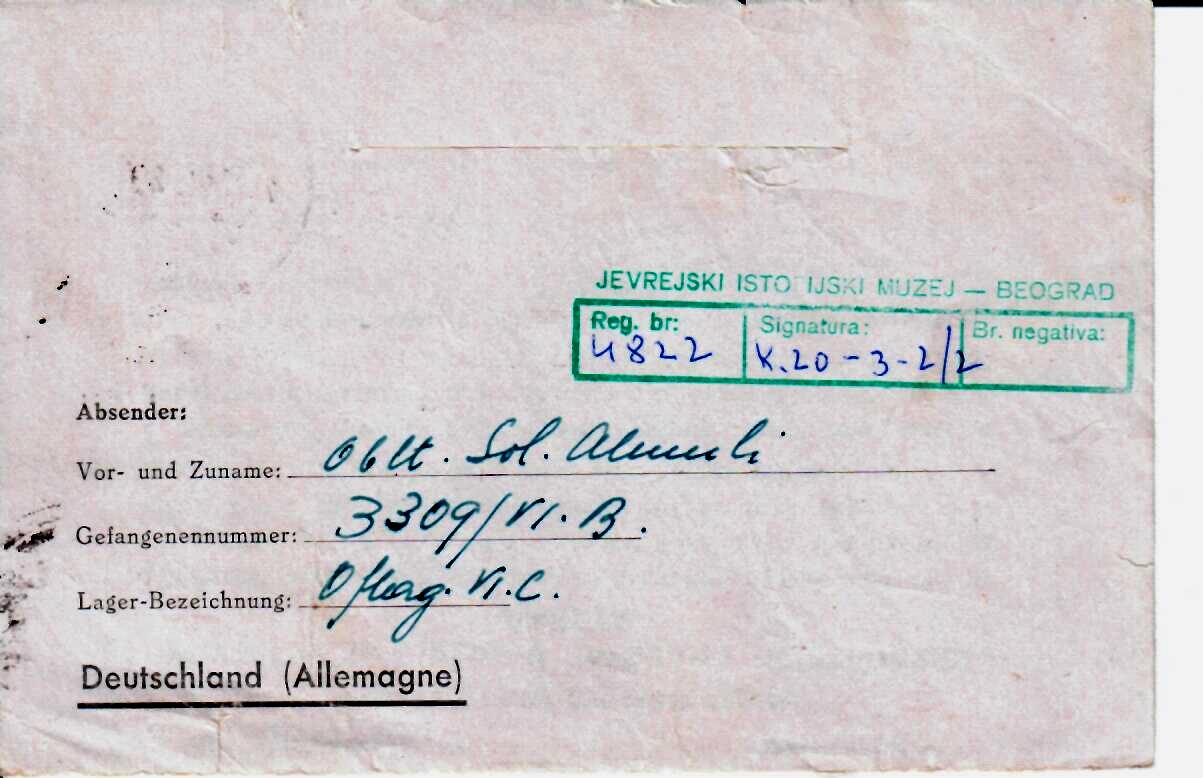 JEVREJSKI ISTO IJSKI MUZEJ — BEOGRAD
Reg. br: Signatura: Br. negativa:
4822 K.20-3-2/2
Absender:
Vor- und Zuname: Oblt. Sol. Almuli
Gefangenennummer: 3309/VI. B.
Lager-Bezeichnung: Oflag. VI. C.
Deutschland (Allemagne)